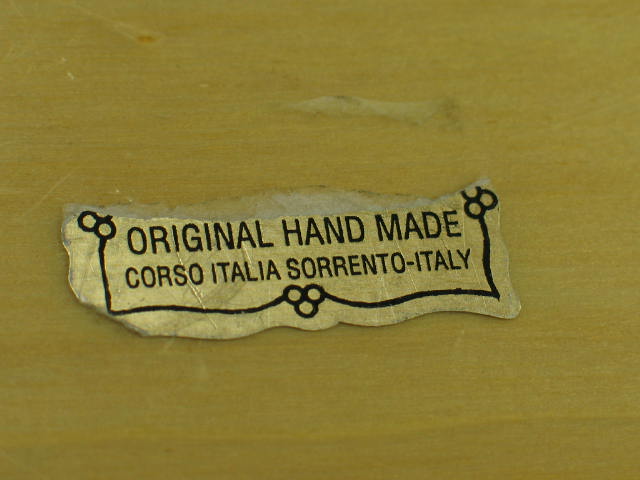 ORIGINAL HAND MADE
CORSO ITALIA SORRENTO-ITALY